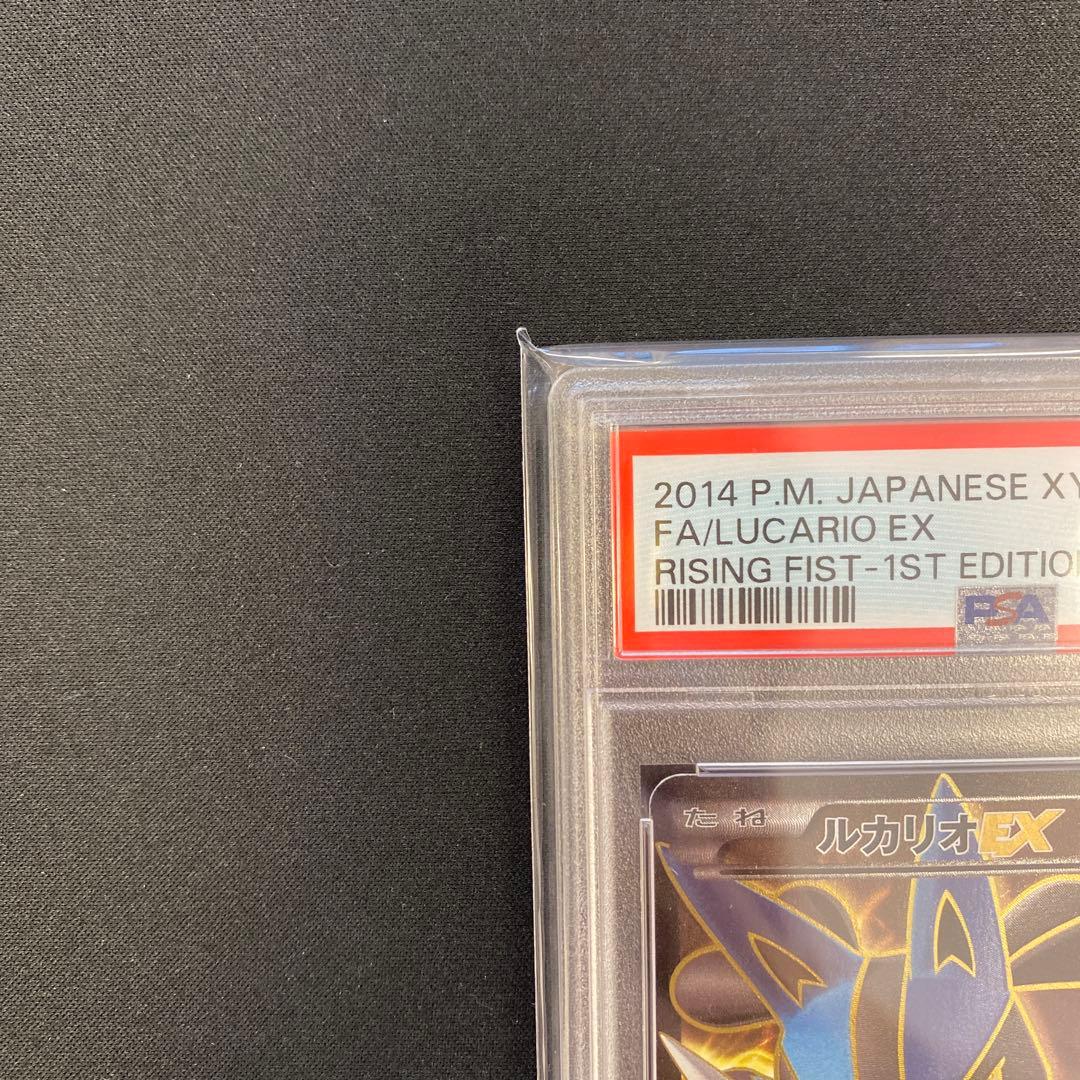 2014 P.M. JAPANESE XY
FA/LUCARIO EX
RISING FIST-1ST EDITION
PSA
たね
ルカリオEX